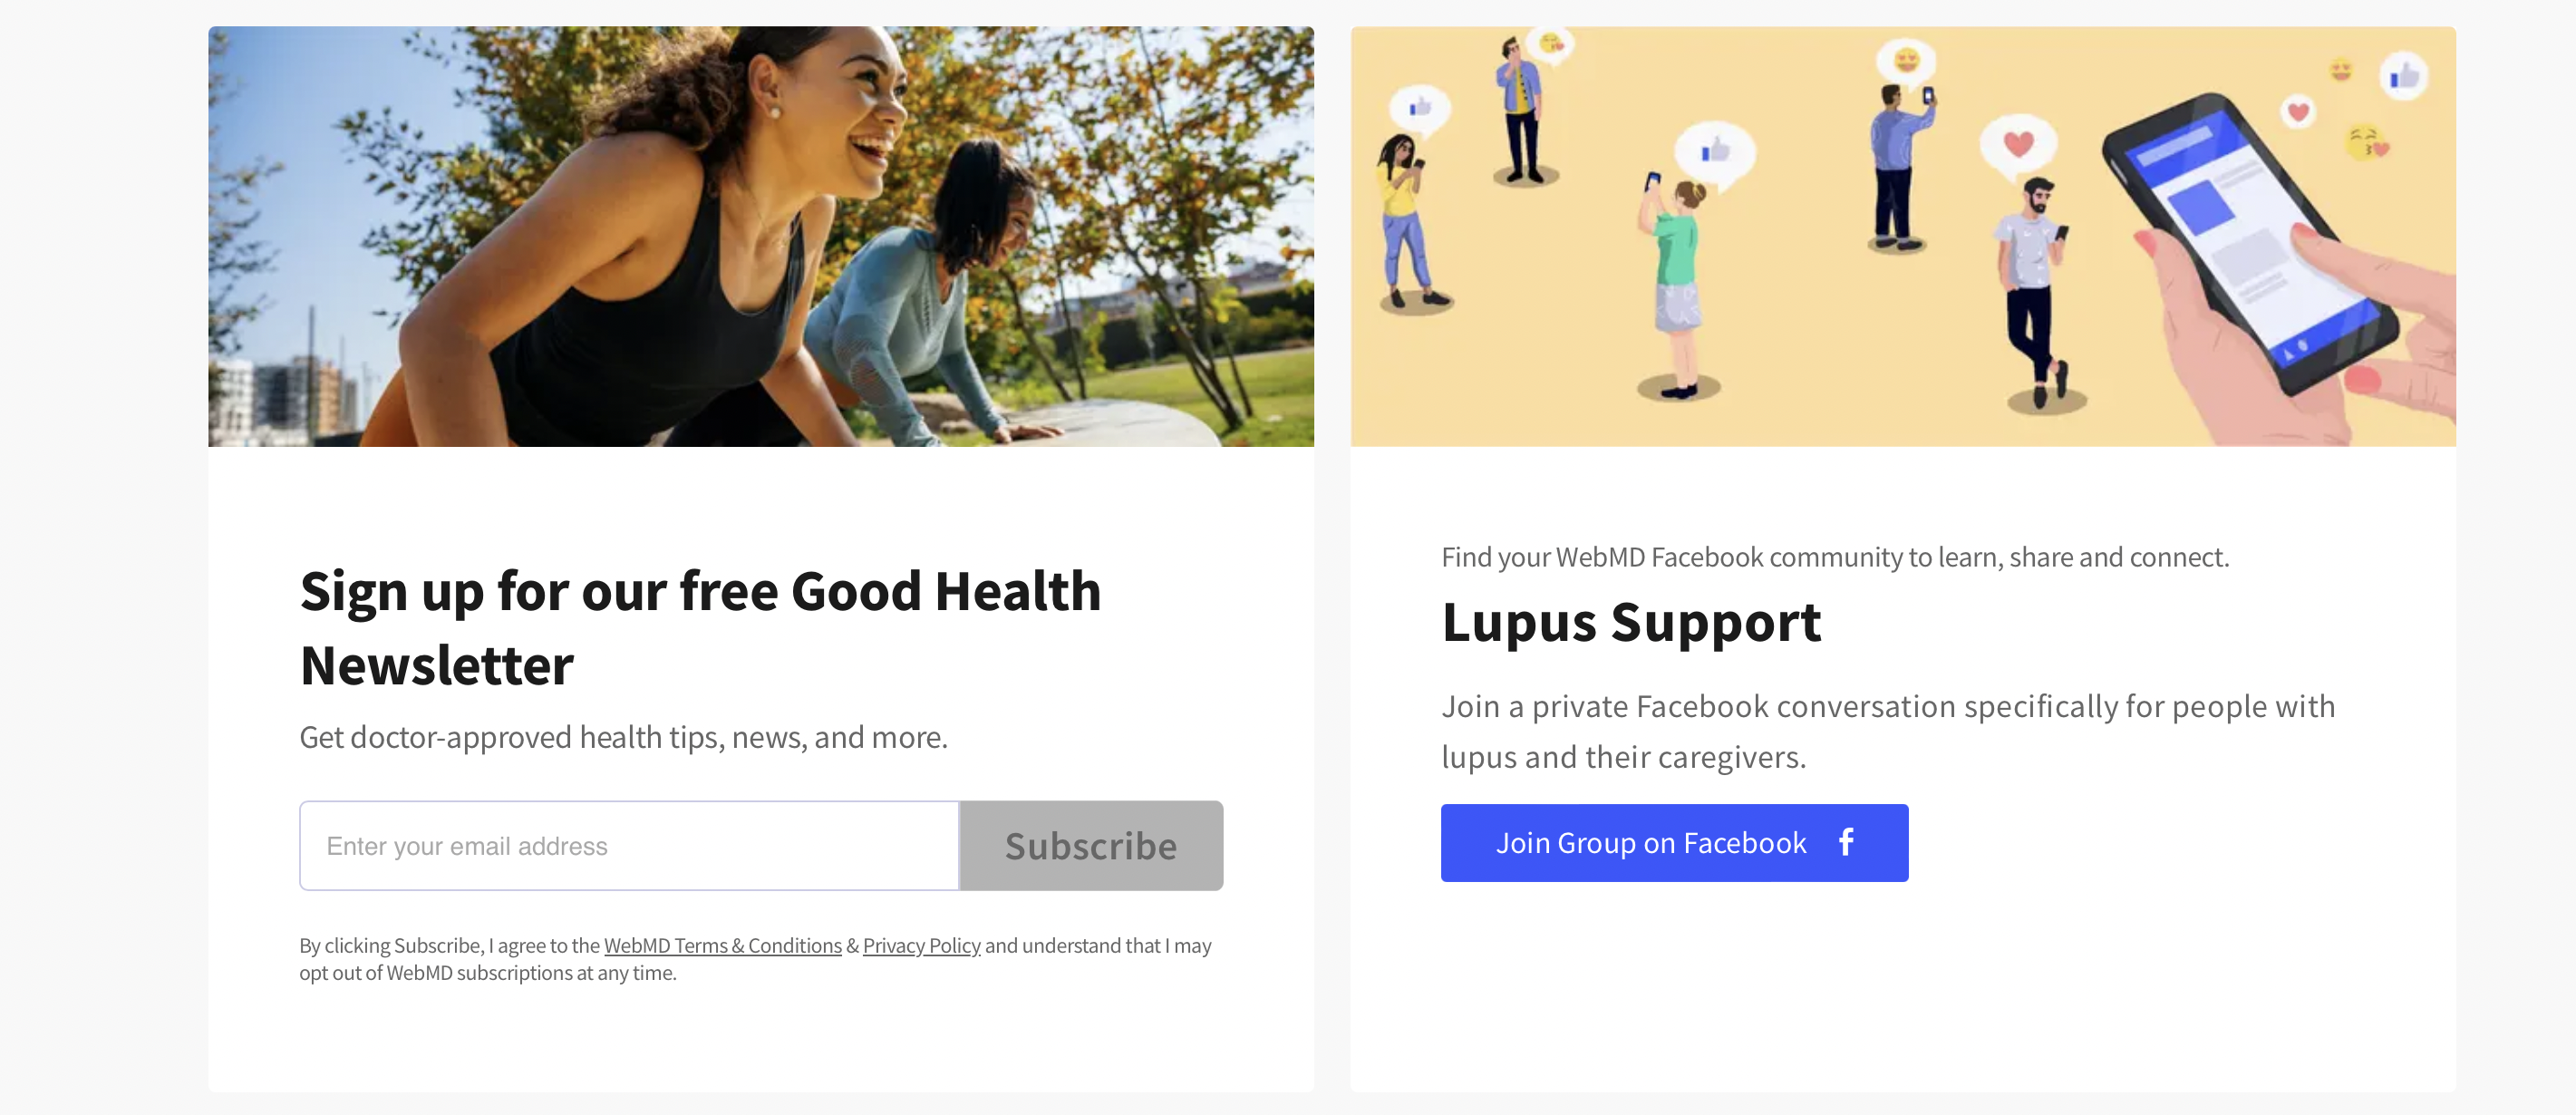 Sign up for our free Good Health
Newsletter
Get doctor-approved health tips, news, and more.
Enter your email address
Subscribe
By clicking Subscribe, I agree to the WebMD Terms & Conditions & Privacy Policy and understand that I may
opt out of WebMD subscriptions at any time.
Find your WebMD Facebook community to learn, share and connect.
Lupus Support
Join a private Facebook conversation specifically for people with
lupus and their caregivers.
Join Group on Facebook